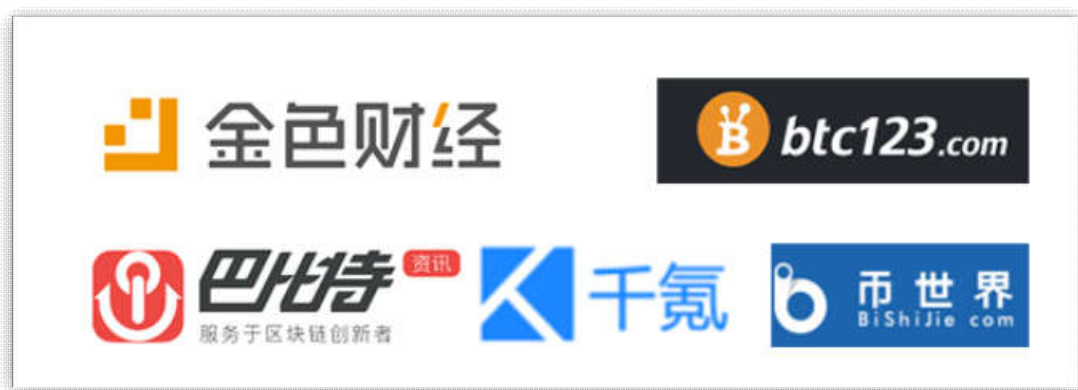 金色财经
btc123.com
巴比特 资讯
服务于区块链创新者
千氪
币世界
BiShiJie com